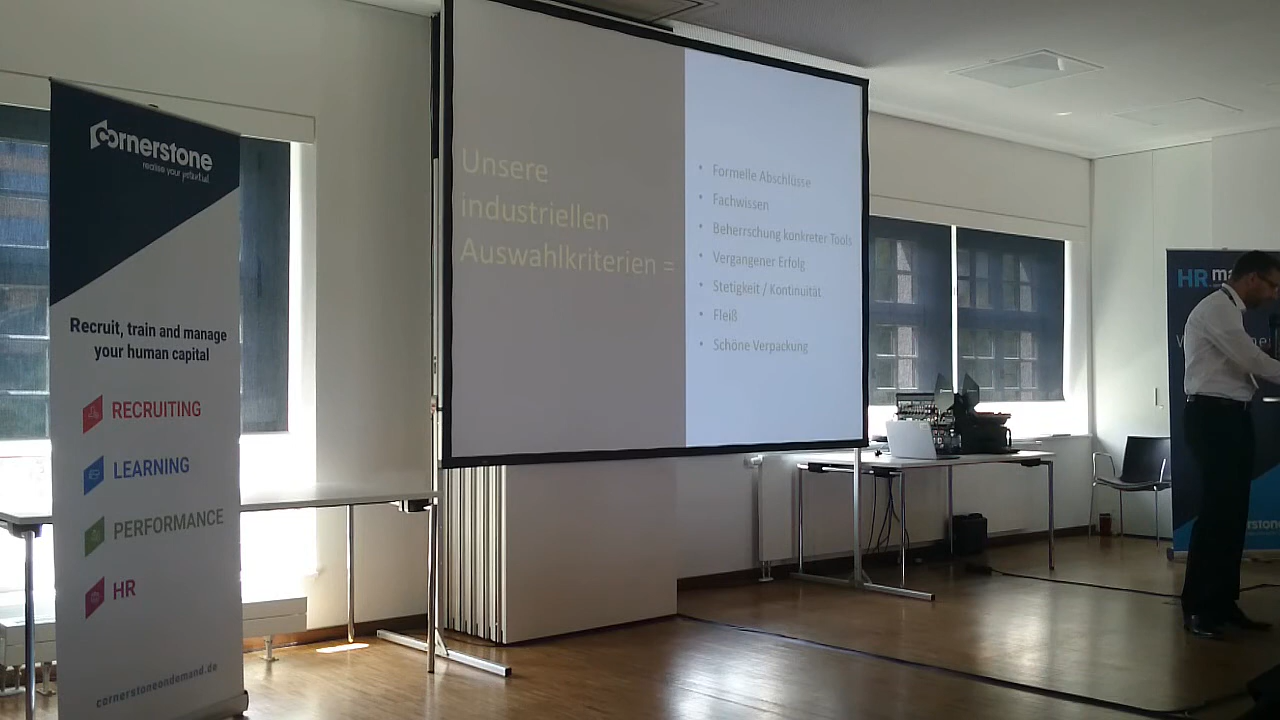 cornerstone
realise your potential
Recruit, train and manage
your human capital
RECRUITING
LEARNING
PERFORMANCE
HR
cornerstoneondemand.de
Unsere
industriellen
Auswahlkriterien =
• Formelle Abschlüsse
• Fachwissen
• Beherrschung konkreter Tools
• Vergangener Erfolg
• Stetigkeit / Kontinuität
• Fleiß
• Schöne Verpackung
HR